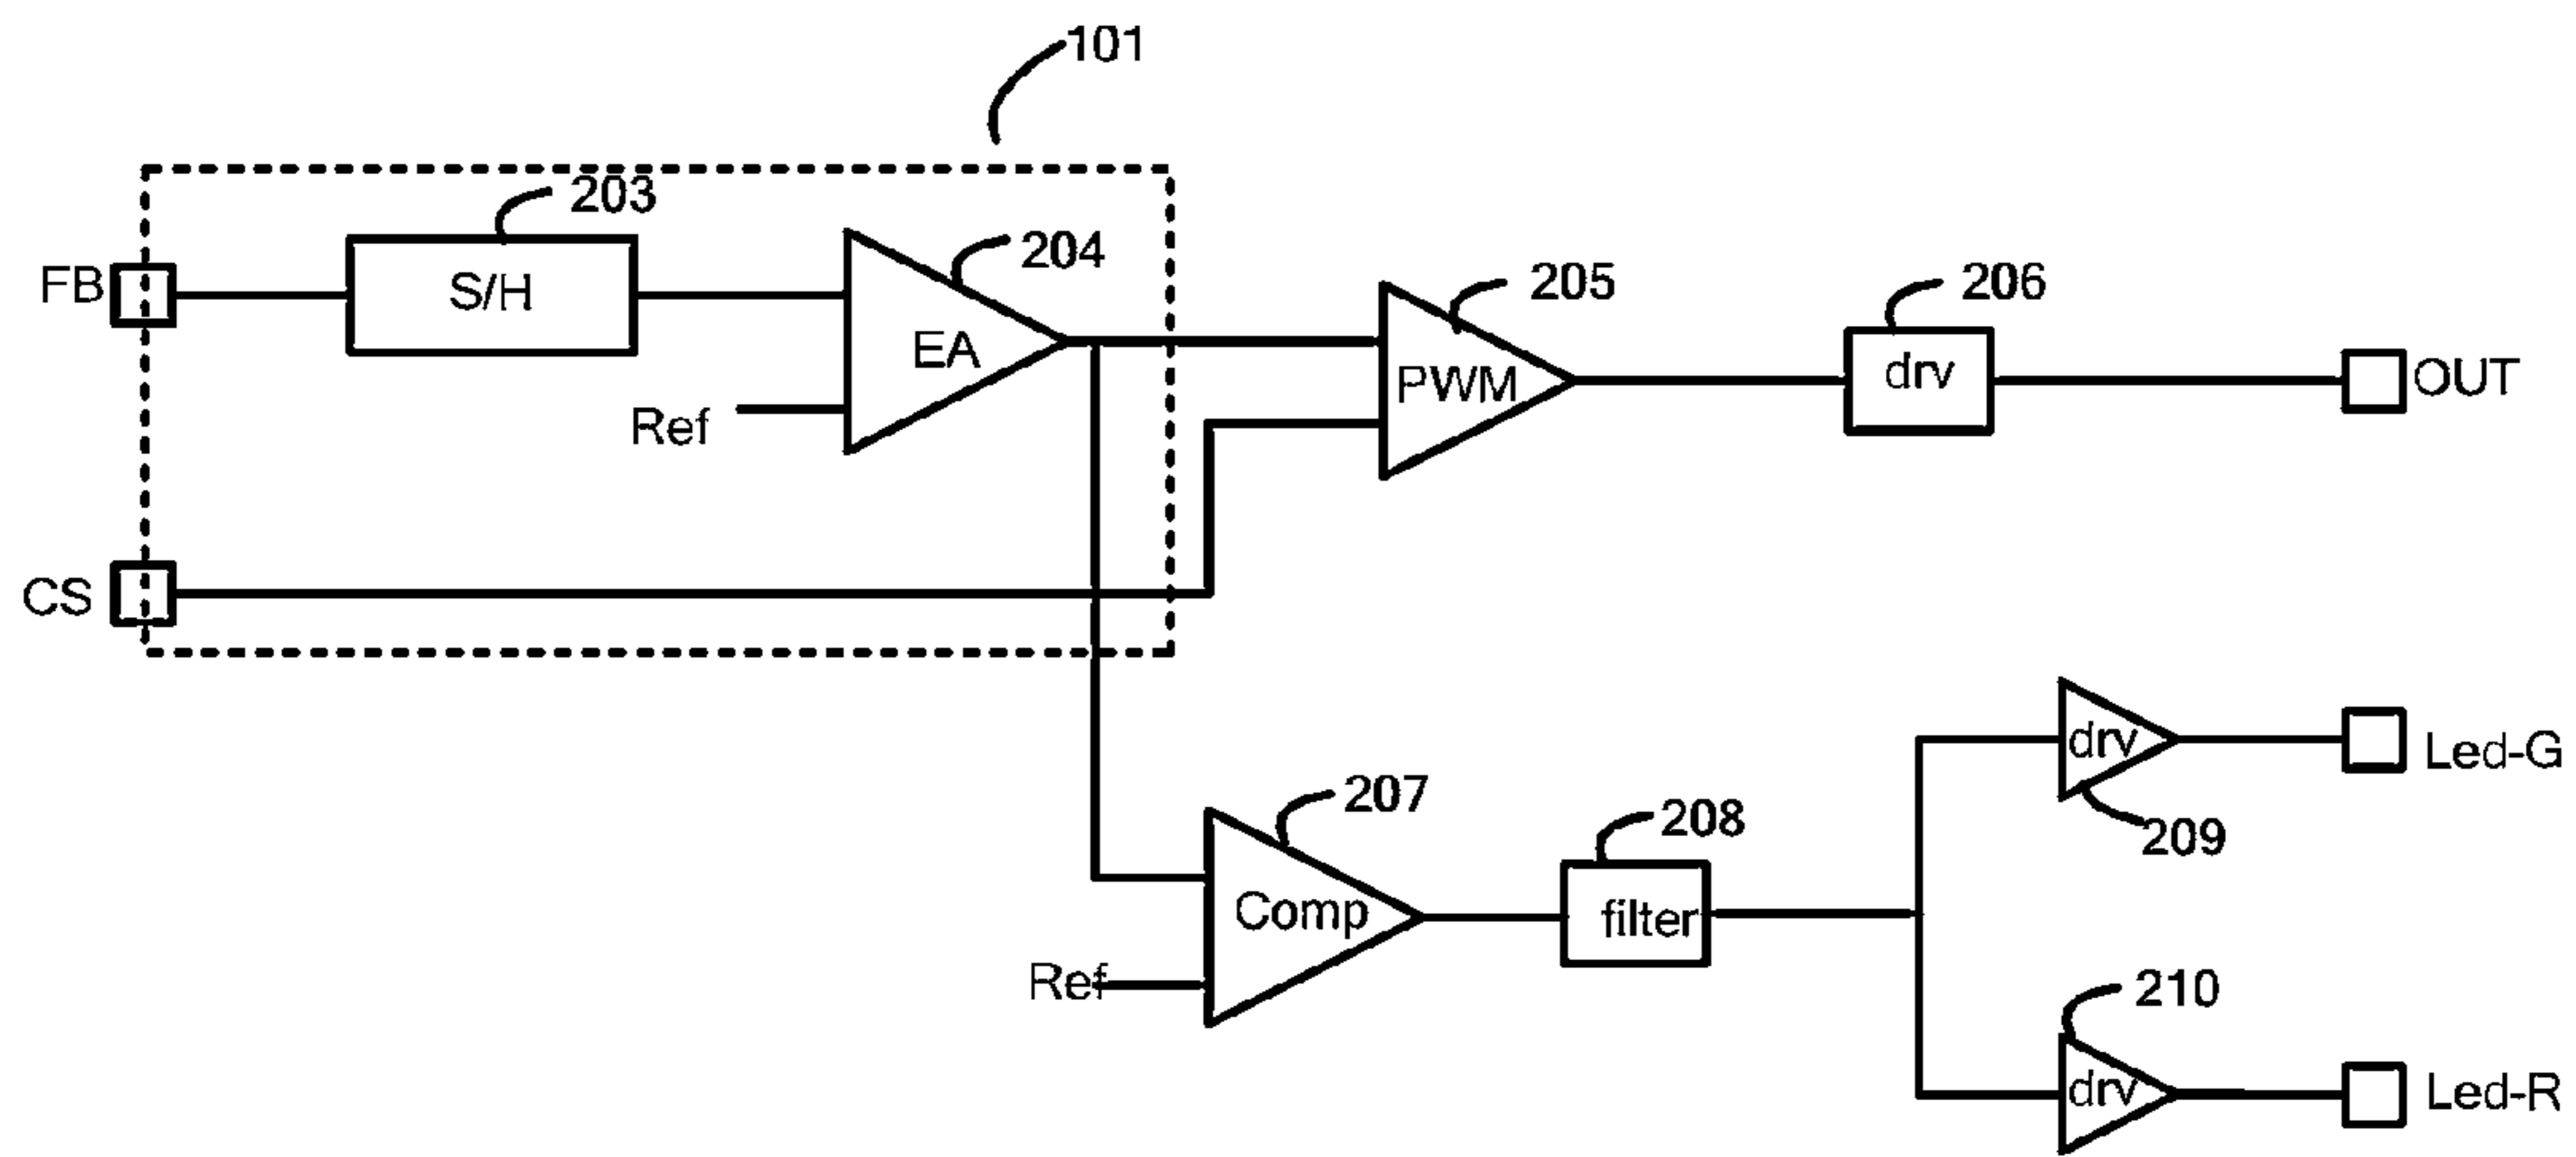 101
203
FB
S/H
204
EA
Ref
205
PWM
206
drv
OUT
CS
207
Comp
Ref
208
filter
drv
209
Led-G
210
drv
Led-R